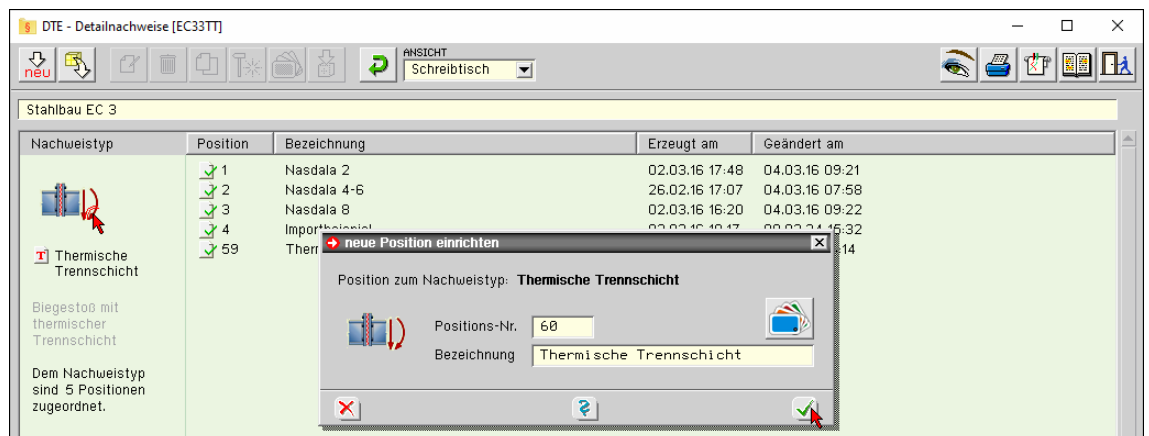 DTE - Detailnachweise [EC33TT]
neu
ANSICHT
Schreibtisch
Stahlbau EC 3
Nachweistyp Position Bezeichnung Erzeugt am Geändert am
1 Nasdala 2 02.03.16 17:48 04.03.16 09:21
2 Nasdala 4-6 26.02.16 17:07 04.03.16 07:58
3 Nasdala 8 02.03.16 16:20 04.03.16 09:22
4
59 Ther :14
T Thermische
Trennschicht
Biegestoß mit
thermischer
Trennschicht
Dem Nachweistyp
sind 5 Positionen
zugeordnet.
neue Position einrichten
Position zum Nachweistyp: Thermische Trennschicht
Positions-Nr. 60
Bezeichnung Thermische Trennschicht